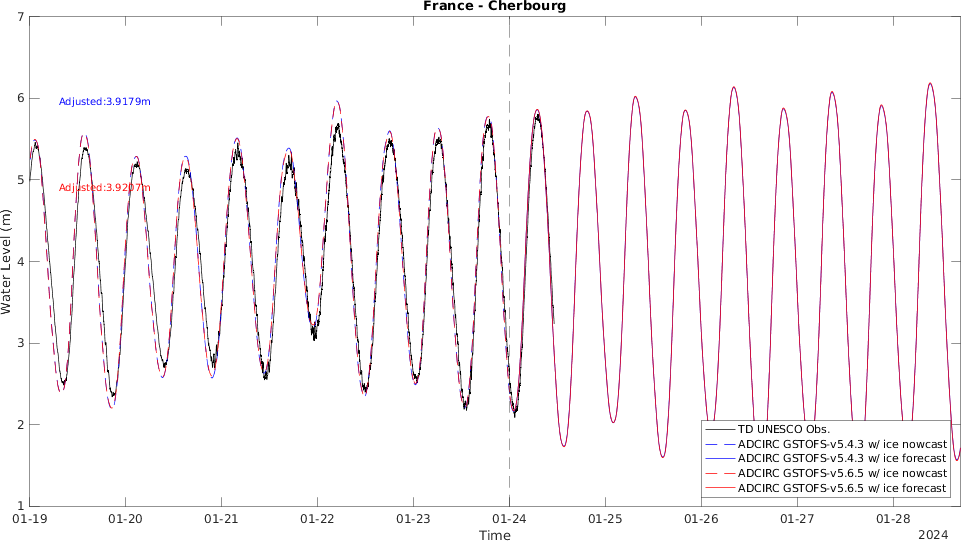 France - Cherbourg
7
6
5
4
3
2
1
Water Level (m)
Adjusted:3.9179m
Adjusted:3.9207m
TD UNESCO Obs.
ADCIRC GSTOFS-v5.4.3 w/ ice nowcast
ADCIRC GSTOFS-v5.4.3 w/ ice forecast
ADCIRC GSTOFS-v5.6.5 w/ ice nowcast
ADCIRC GSTOFS-v5.6.5 w/ ice forecast
01-19 01-20 01-21 01-22 01-23 01-24 01-25 01-26 01-27 01-28
Time
2024